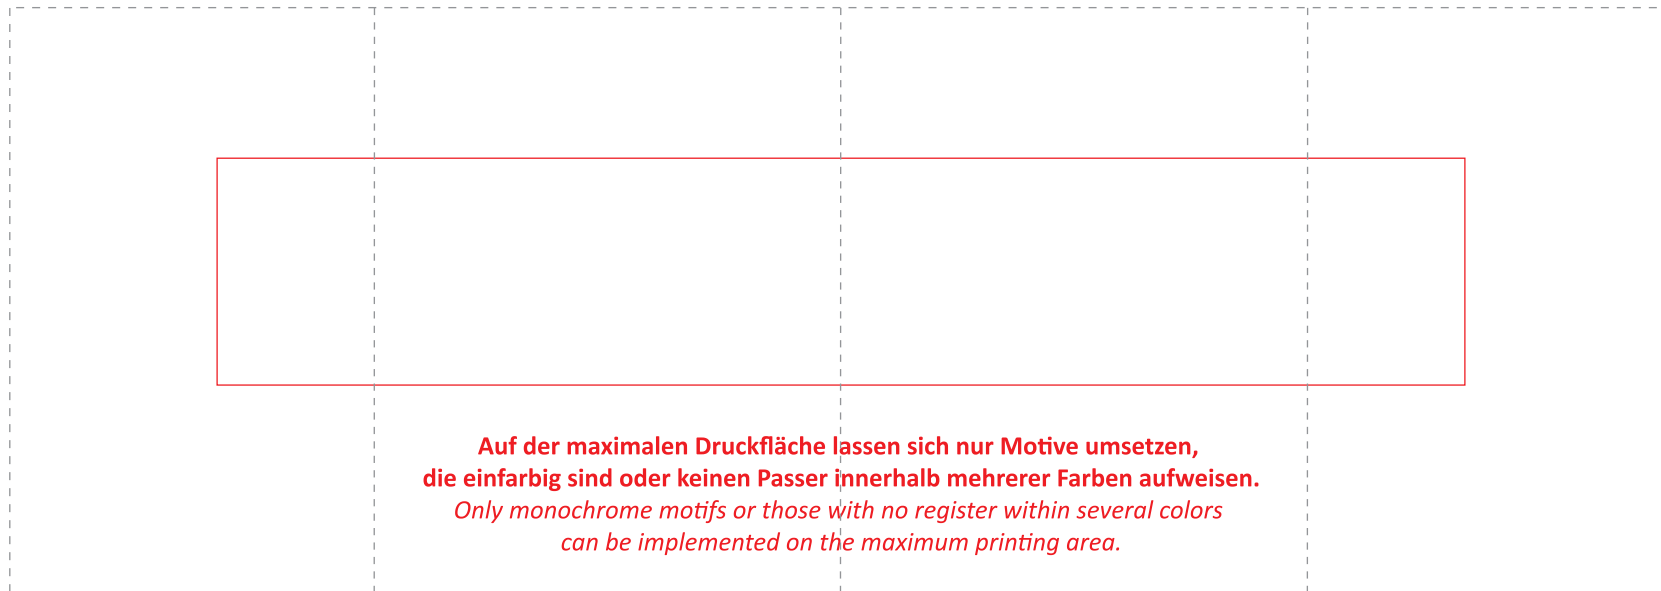 Auf der maximalen Druckfläche lassen sich nur Motive umsetzen,
die einfarbig sind oder keinen Passer innerhalb mehrerer Farben aufweisen.
Only monochrome motifs or those with no register within several colors
can be implemented on the maximum printing area.